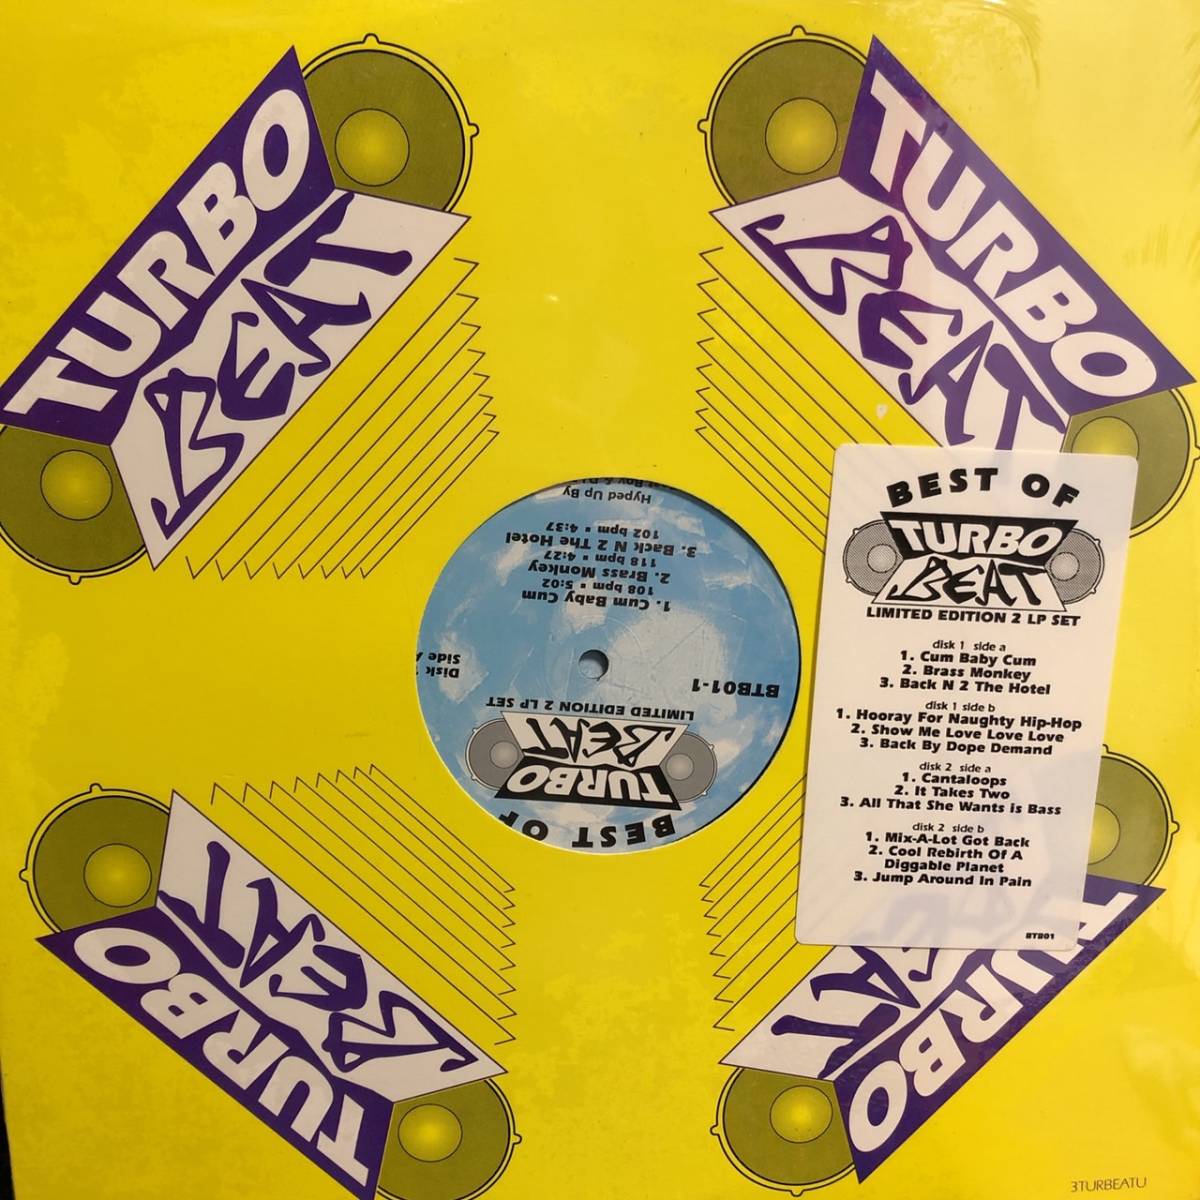 TURBO
BEAT
TURBO
BEAT
BEST OF
TURBO
BEAT
LIMITED EDITION 2 LP SET
disk 1 side a
1. Cum Baby Cum
2. Brass Monkey
3. Back N 2 The Hotel
disk 1 side b
1. Hooray For Naughty Hip-Hop
2. Show Me Love Love Love
3. Back By Dope Demand
disk 2 side a
1. Cantaloops
2. It Takes Two
3. All That She Wants is Bass
disk 2 side b
1. Mix-A-Lot Got Back
2. Cool Rebirth Of A
Diggable Planet
3. Jump Around In Pain
BTB01
BEST OF
TURBO
BEAT
LIMITED EDITION 2 LP SET
BTB01-1
Disk
Side
1. Cum Baby Cum
108 bpm ▪ 5:02
2. Brass Monkey
118 bpm ▪ 4:27
3. Back N 2 The Hotel
102 bpm ▪ 4:37
Hyped Up By
TURBO
BEAT
TURBO
BEAT
3TURBEATU